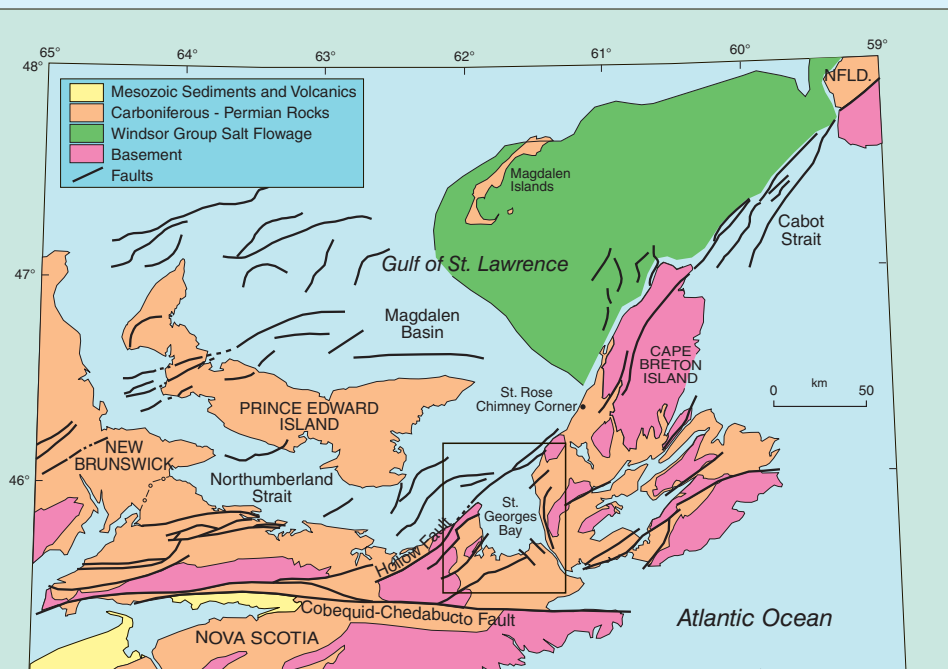 65°
64°
63°
62°
61°
60°
59°
48°
NFLD.
Mesozoic Sediments and Volcanics
Carboniferous - Permian Rocks
Windsor Group Salt Flowage
Basement
Faults
Magdalen
Islands
Cabot
Strait
47°
Gulf of St. Lawrence
Magdalen
Basin
CAPE
BRETON
ISLAND
km
0 50
St. Rose
Chimney Corner
PRINCE EDWARD
ISLAND
NEW
BRUNSWICK
46°
Northumberland
Strait
St.
Georges
Bay
Hollow Fault
Cobequid-Chedabucto Fault
Atlantic Ocean
NOVA SCOTIA